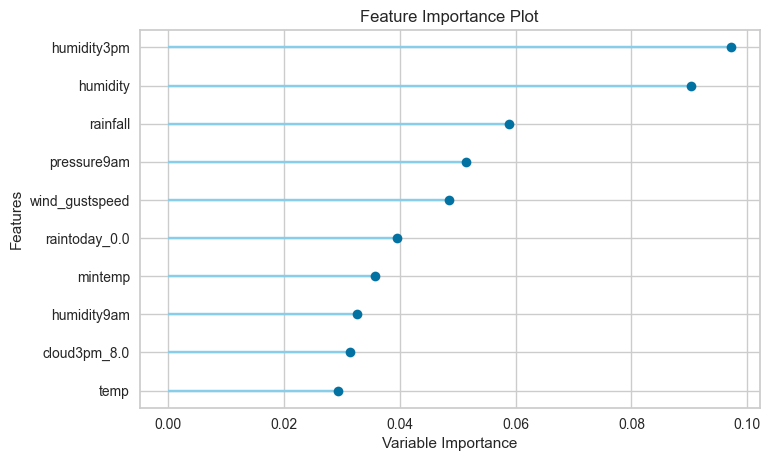 Feature Importance Plot
Features
humidity3pm
humidity
rainfall
pressure9am
wind_gustspeed
raintoday_0.0
mintemp
humidity9am
cloud3pm_8.0
temp
0.00 0.02 0.04 0.06 0.08 0.10
Variable Importance